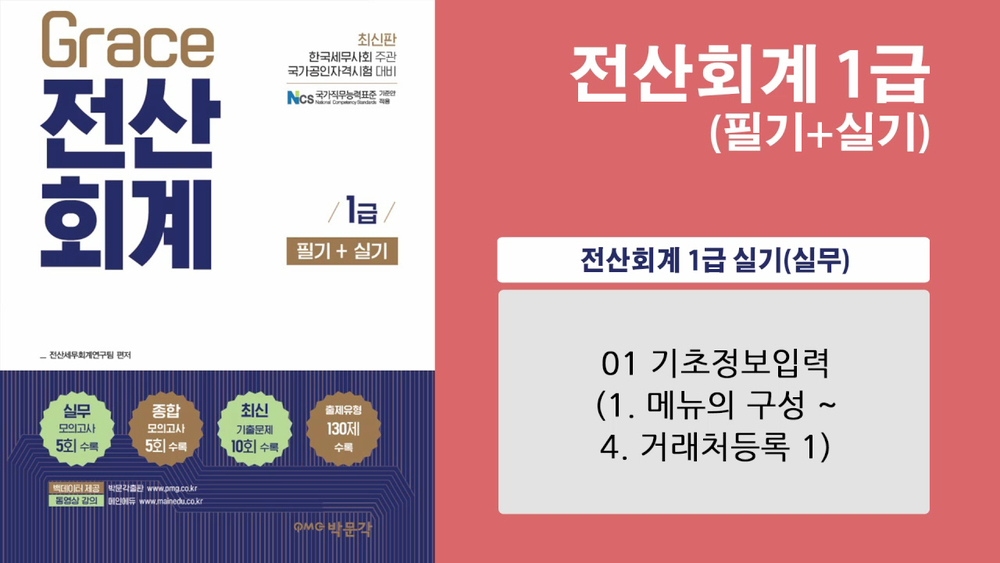 Grace
전산
회계
최신판
한국세무사회 주관
국가공인자격시험 대비
NCS 국가직무능력표준 기준안 적용
National Competency Standards
1급
필기 + 실기
전산세무회계연구팀 편저
실무
모의고사
5회 수록
종합
모의고사
5회 수록
최신
기출문제
10회 수록
출제유형
130제
수록
백데이터 제공 박문각출판 www.pmg.co.kr
동영상 강의 메인에듀 www.mainedu.co.kr
PMG 박문각
전산회계 1급
(필기+실기)
전산회계 1급 실기(실무)
01 기초정보입력
(1. 메뉴의 구성 ~
4. 거래처등록 1)